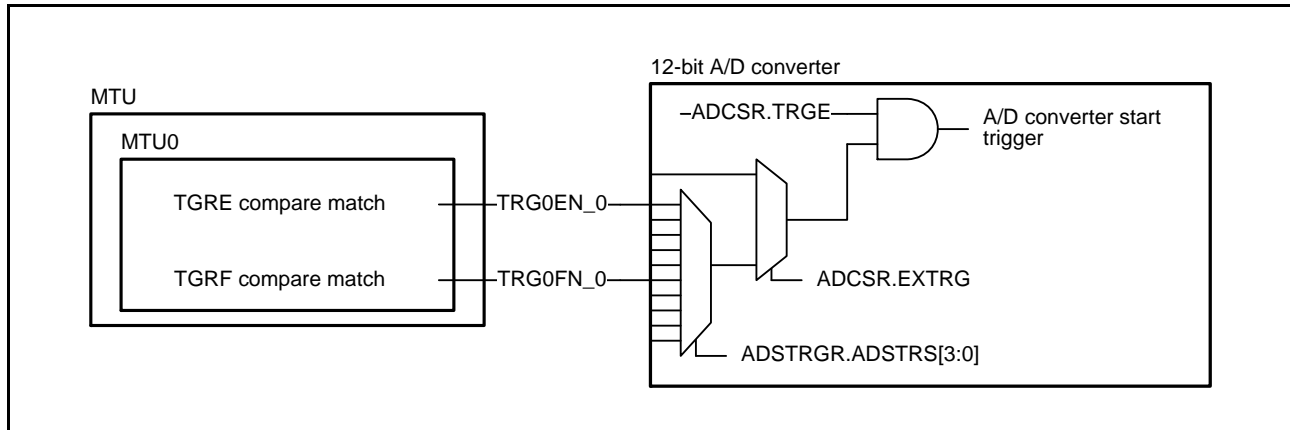 12-bit A/D converter
MTU
ADCSR.TRGE
A/D converter start
trigger
MTU0
TGRE compare match
TRG0EN_0
TGRF compare match
TRG0FN_0
ADCSR.EXTRG
ADSTRGR.ADSTRS[3:0]